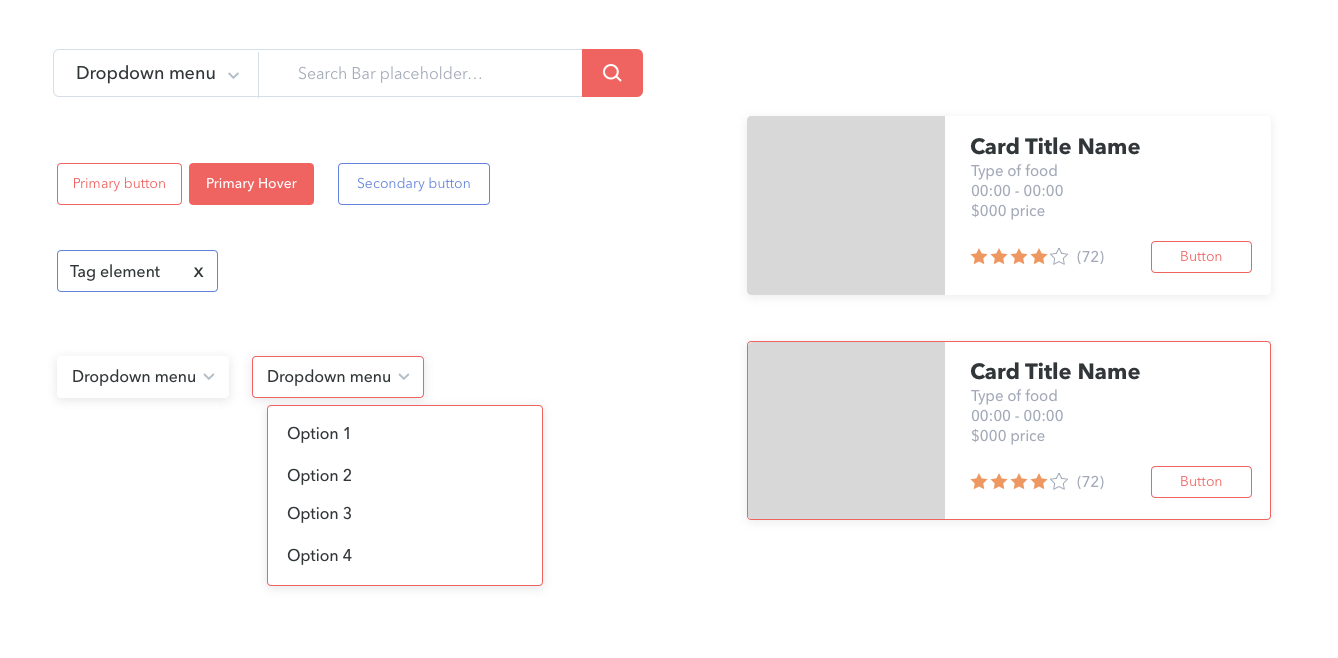 Dropdown menu
Search Bar placeholder...
Primary button
Primary Hover
Secondary button
Tag element x
Dropdown menu
Dropdown menu
Option 1
Option 2
Option 3
Option 4
Card Title Name
Type of food
00:00 - 00:00
$000 price
(72)
Button
Card Title Name
Type of food
00:00 - 00:00
$000 price
(72)
Button